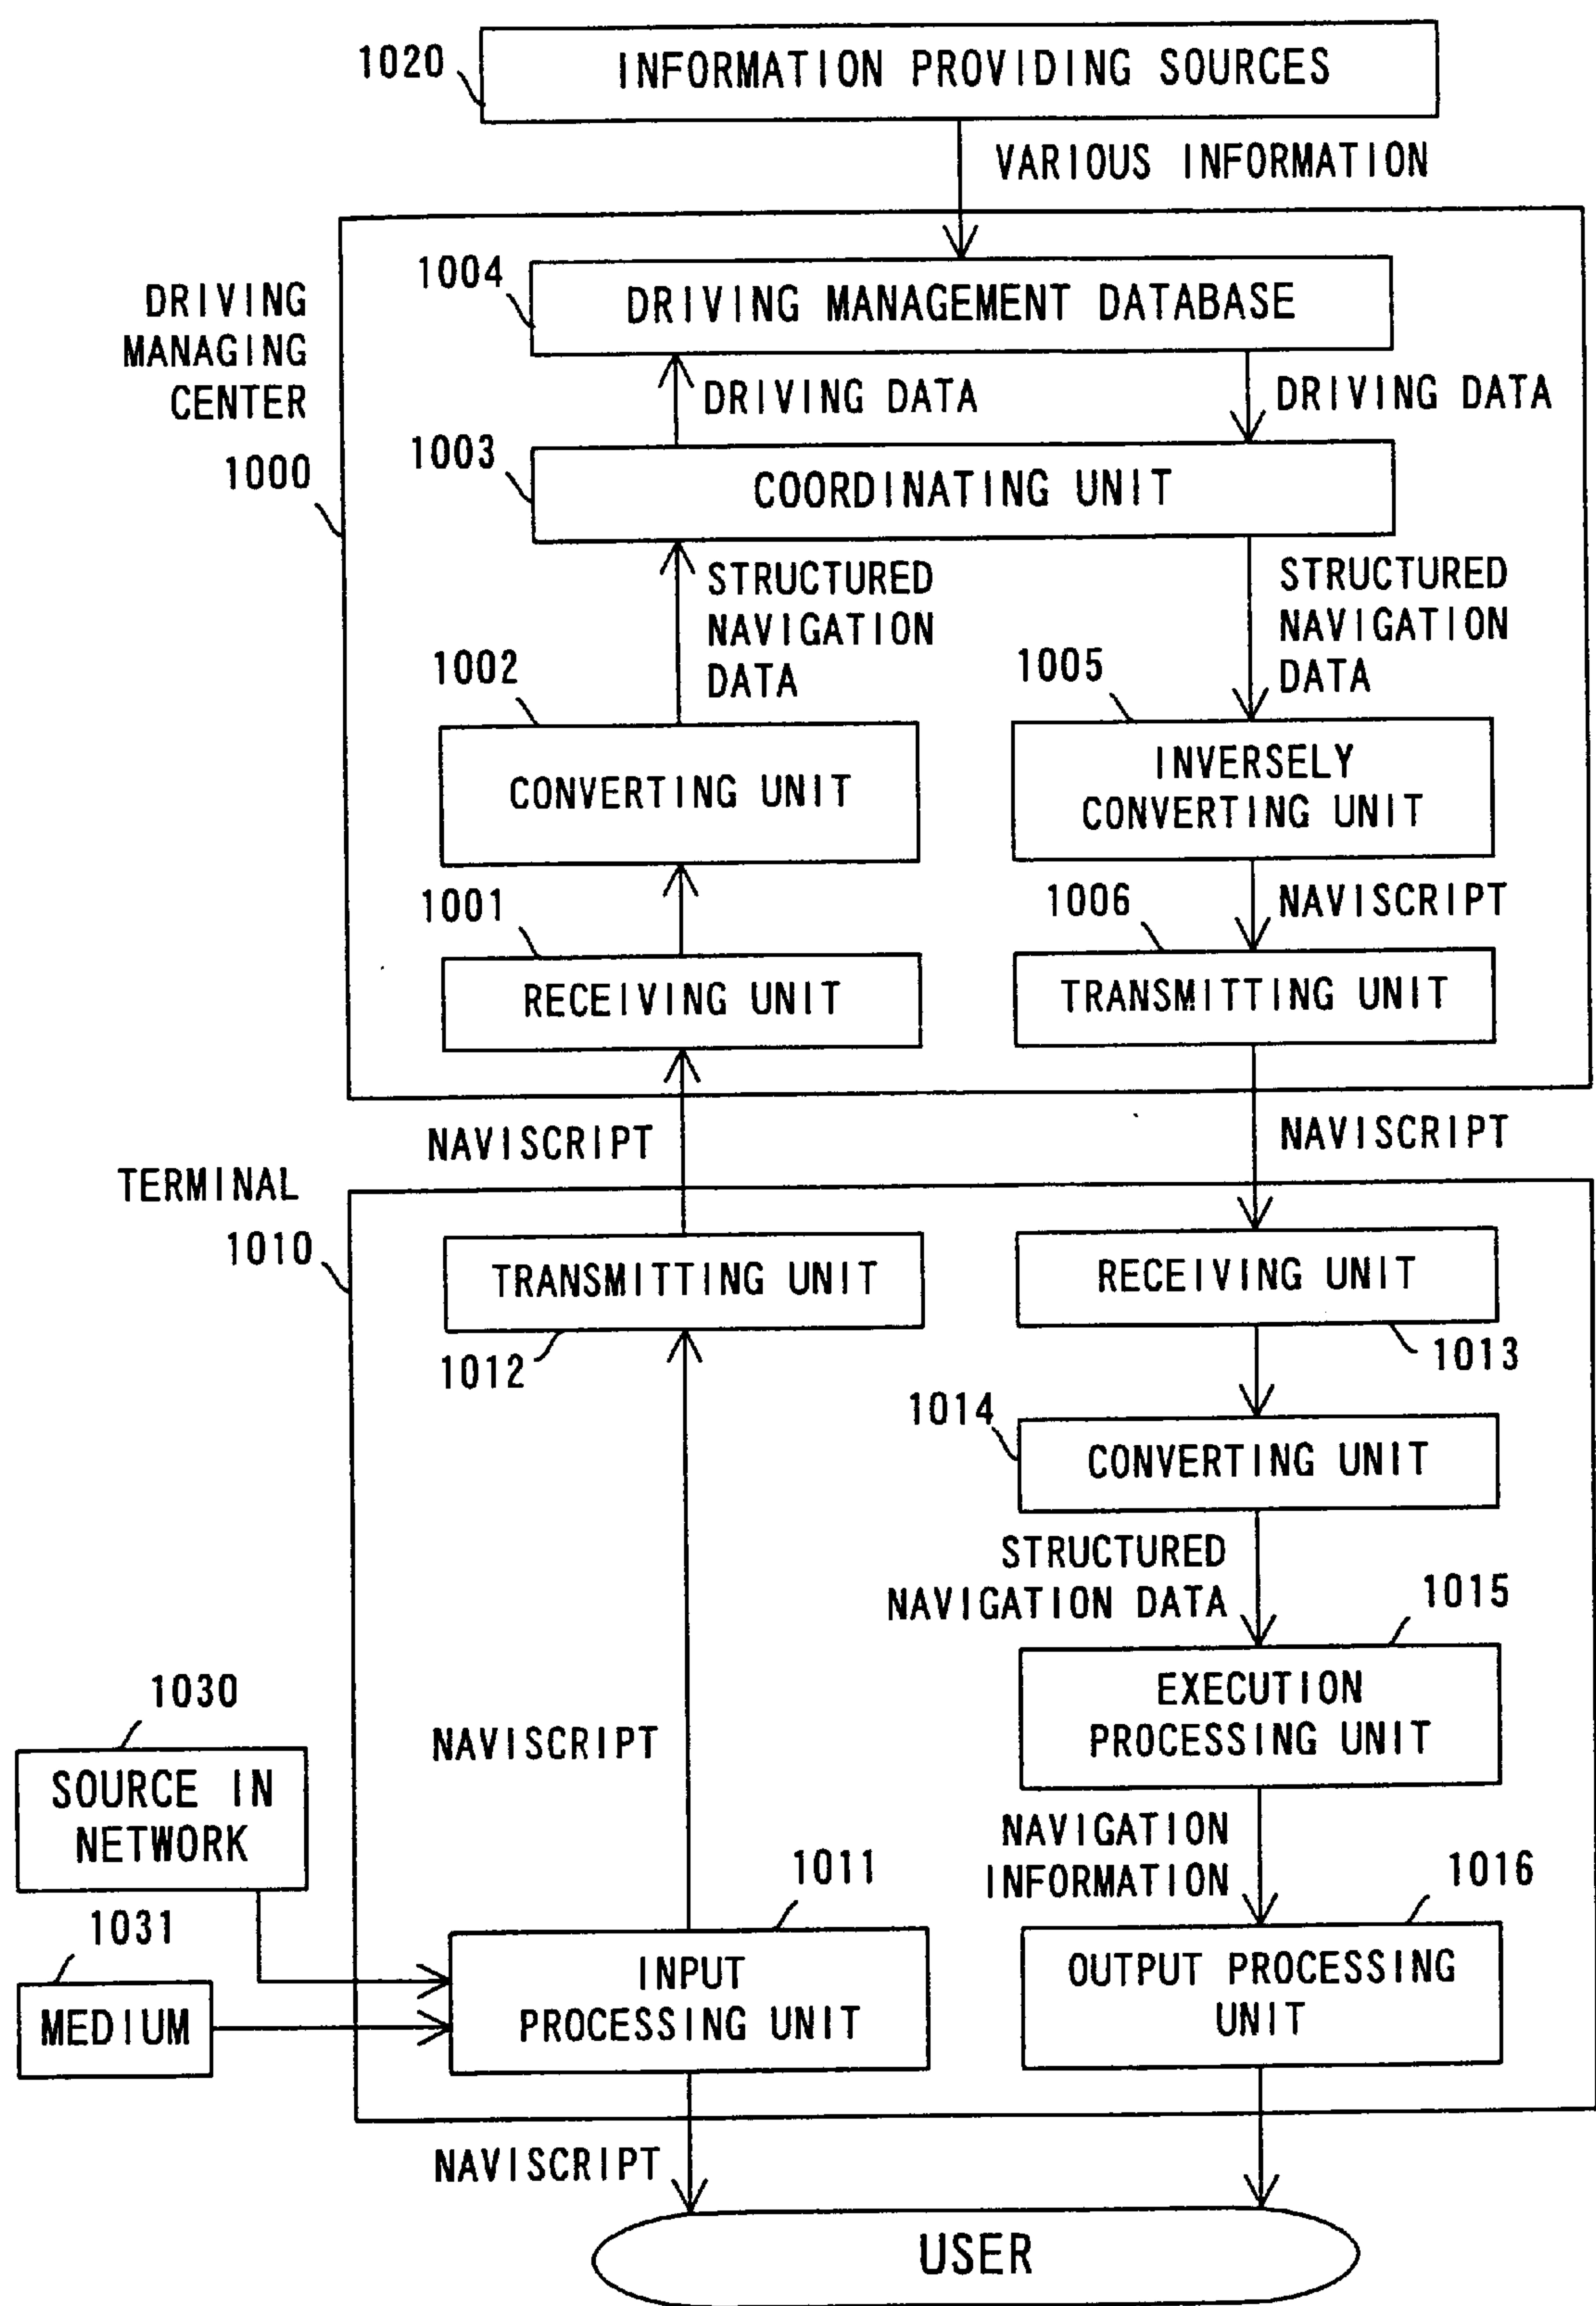 1020
INFORMATION PROVIDING SOURCES
VARIOUS INFORMATION
DRIVING
MANAGING
CENTER
1000
1004
DRIVING MANAGEMENT DATABASE
DRIVING DATA
DRIVING DATA
1003
COORDINATING UNIT
STRUCTURED
NAVIGATION
DATA
STRUCTURED
NAVIGATION
DATA
1002
CONVERTING UNIT
1005
INVERSELY
CONVERTING UNIT
1001
RECEIVING UNIT
1006
NAVISCRIPT
TRANSMITTING UNIT
NAVISCRIPT
NAVISCRIPT
TERMINAL
1010
TRANSMITTING UNIT
1012
RECEIVING UNIT
1013
1014
CONVERTING UNIT
STRUCTURED
NAVIGATION DATA
1015
EXECUTION
PROCESSING UNIT
NAVISCRIPT
1030
SOURCE IN
NETWORK
1031
MEDIUM
NAVIGATION
INFORMATION
1011
INPUT
PROCESSING UNIT
1016
OUTPUT PROCESSING
UNIT
NAVISCRIPT
USER